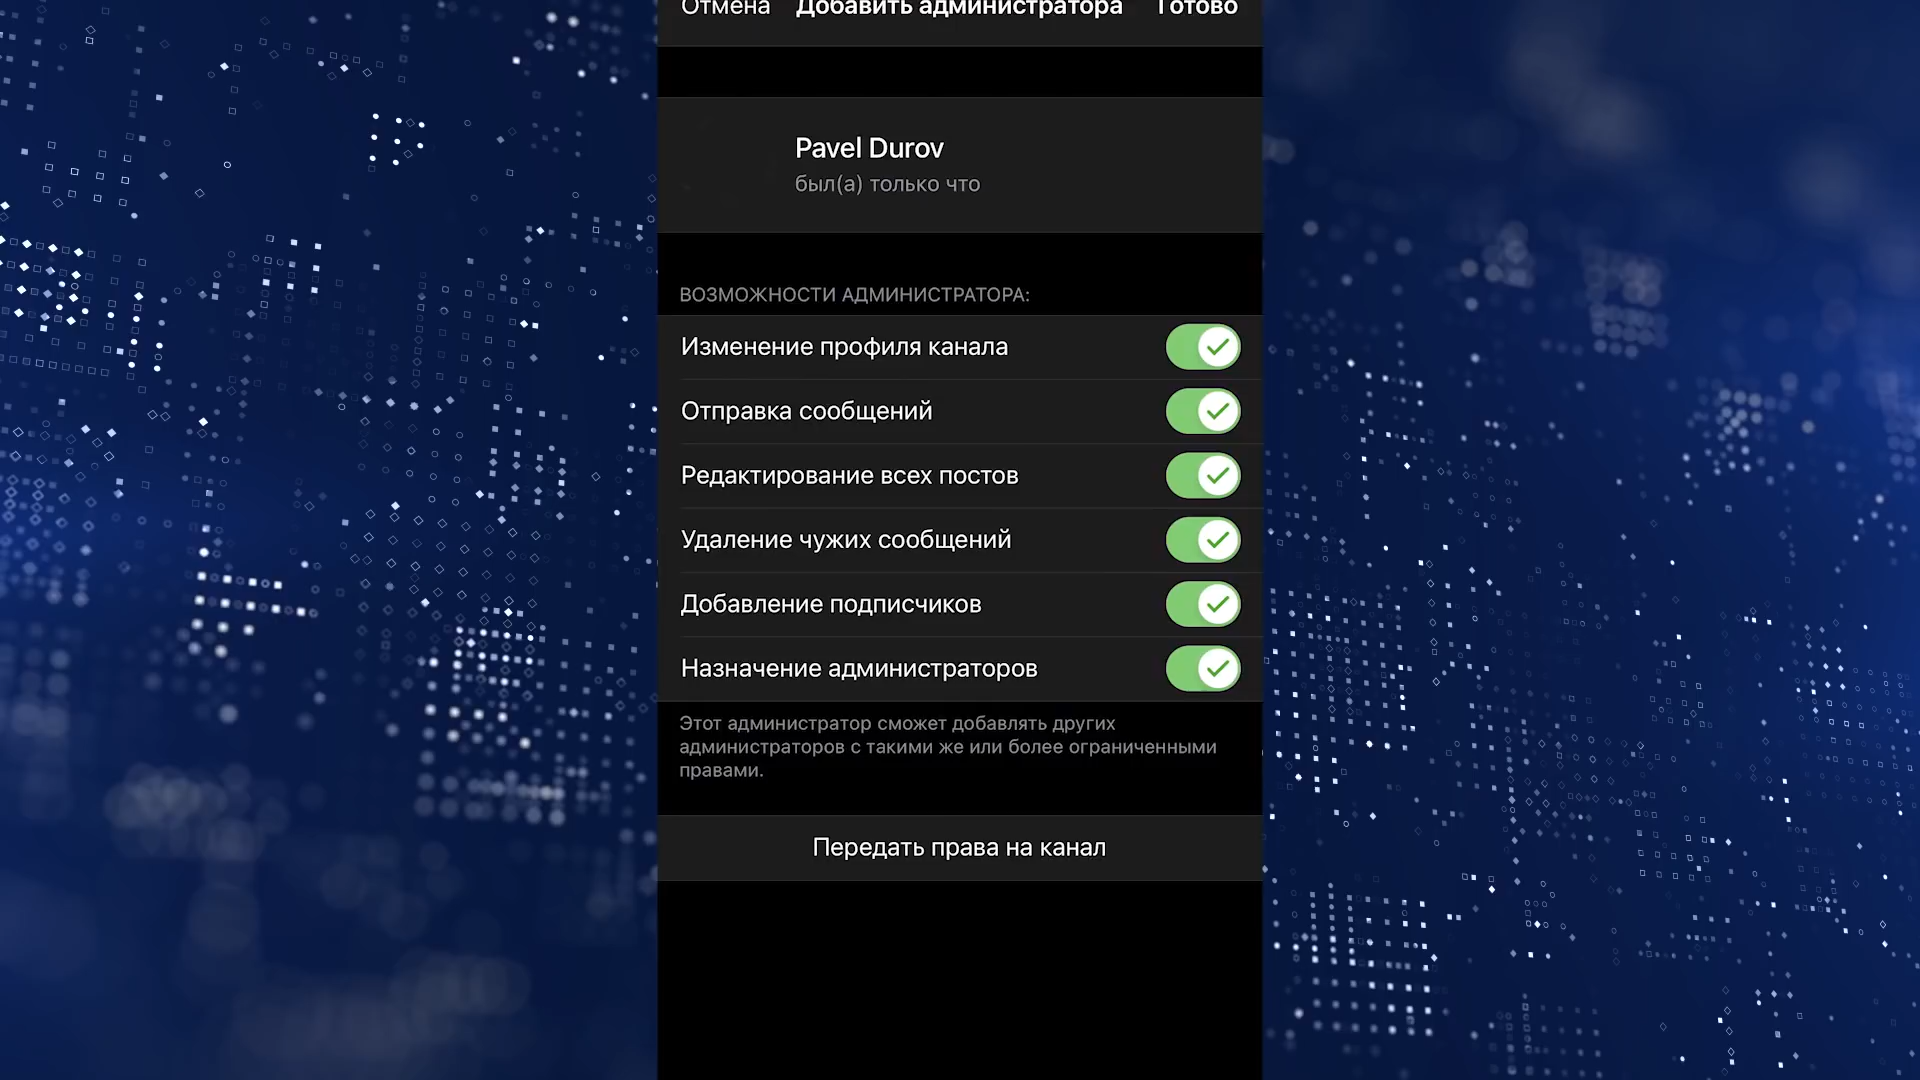 Отмена Добавить администратора Готово
Pavel Durov
был(а) только что
ВОЗМОЖНОСТИ АДМИНИСТРАТОРА:
Изменение профиля канала
Отправка сообщений
Редактирование всех постов
Удаление чужих сообщений
Добавление подписчиков
Назначение администраторов
Этот администратор сможет добавлять других
администраторов с такими же или более ограниченными
правами.
Передать права на канал